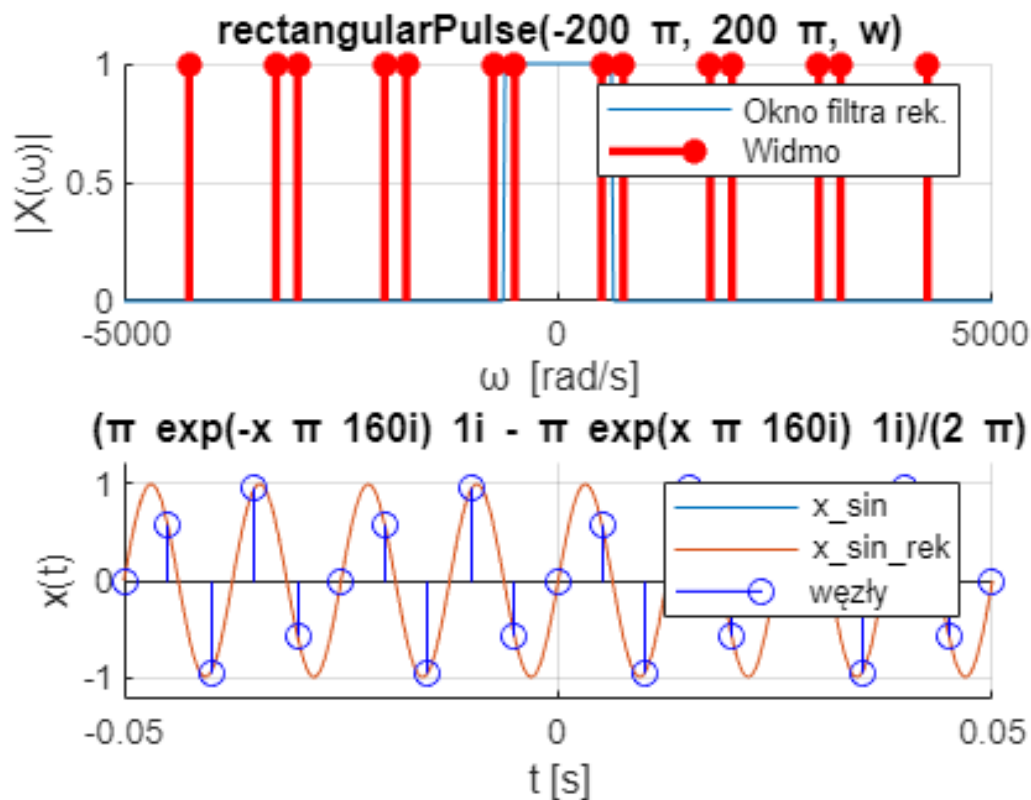 rectangularPulse(-200 π, 200 π, w)
1
0.5
0
|X(ω)|
Okno filtra rek.
Widmo
-5000
0
5000
ω [rad/s]
(π exp(-x π 160i) 1i - π exp(x π 160i) 1i)/(2 π)
1
0
-1
x(t)
x_sin
x_sin_rek
węzły
-0.05
0
0.05
t [s]